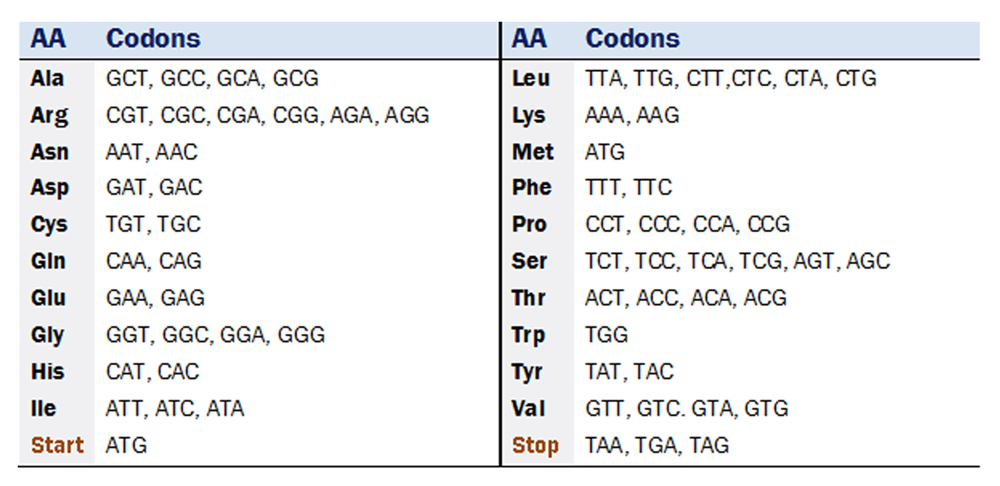 AA Codons AA Codons
Ala GCT, GCC, GCA, GCG Leu TTA, TTG, CTT,CTC, CTA, CTG
Arg CGT, CGC, CGA, CGG, AGA, AGG Lys AAA, AAG
Asn AAT, AAC Met ATG
Asp GAT, GAC Phe TTT, TTC
Cys TGT, TGC Pro CCT, CCC, CCA, CCG
Gln CAA, CAG Ser TCT, TCC, TCA, TCG, AGT, AGC
Glu GAA, GAG Thr ACT, ACC, ACA, ACG
Gly GGT, GGC, GGA, GGG Trp TGG
His CAT, CAC Tyr TAT, TAC
Ile ATT, ATC, ATA Val GTT, GTC. GTA, GTG
Start ATG Stop TAA, TGA, TAG